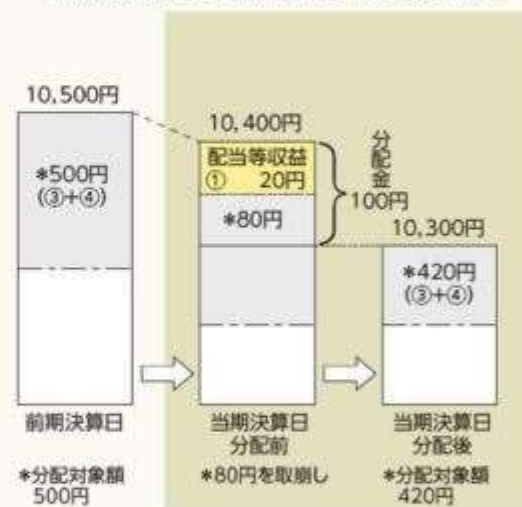 10,500円
*500円
(③+④)
前期決算日
*分配対象額
500円
10,400円
配当等収益
① 20円
*80円
分配金
100円
当期決算日
分配前
*80円を取崩し
10,300円
*420円
(③+④)
当期決算日
分配後
*分配対象額
420円